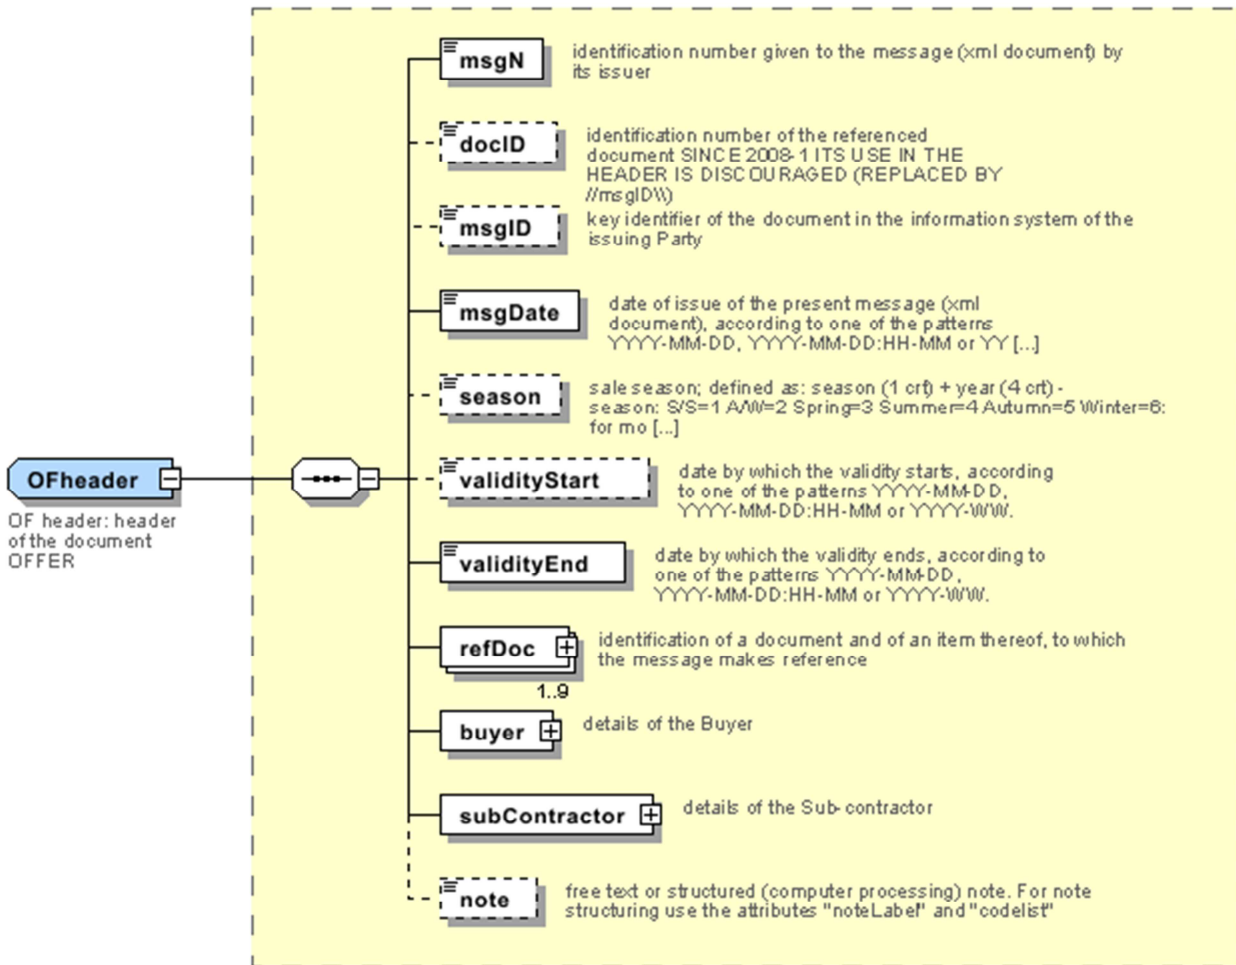 msgN
identification number given to the message (xml document) by
its issuer
docID
identification number of the referenced
document SINCE 2008-1 ITS USE IN THE
HEADER IS DISCOURAGED (REPLACED BY
//msgID\\)
msgID
key identifier of the document in the information system of the
issuing Party
msgDate
date of issue of the present message (xml
document), according to one of the patterns
YYYY-MM-DD, YYYY-MM-DD:HH-MM or YY [...]
season
sale season; defined as: season (1 crt) + year (4 crt) -
season: S/S=1 A/W=2 Spring=3 Summer=4 Autumn=5 Winter=6:
for mo [...]
OFheader
OF header: header
of the document
OFFER
validityStart
date by which the validity starts, according
to one of the patterns YYYY-MM-DD,
YYYY-MM-DD:HH-MM or YYYY-WW.
validityEnd
date by which the validity ends, according to
one of the patterns YYYY-MM-DD,
YYYY-MM-DD:HH-MM or YYYY-WW.
refDoc
identification of a document and of an item thereof, to which
the message makes reference
1..9
buyer
details of the Buyer
subContractor
details of the Sub-contractor
note
free text or structured (computer processing) note. For note
structuring use the attributes "noteLabel" and "codelist"